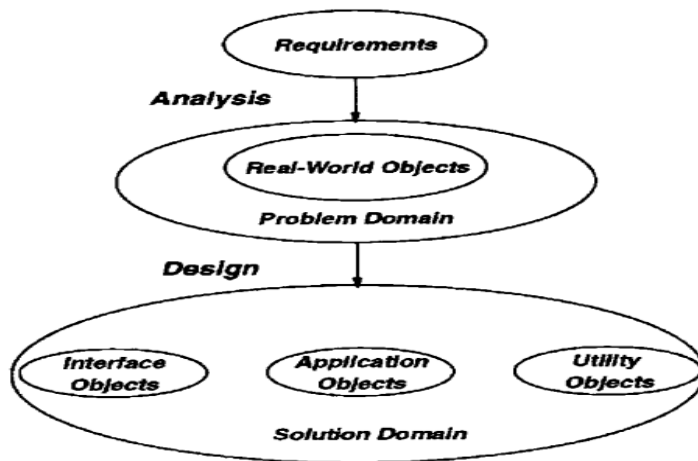 Requirements
Analysis
Real-World Objects
Problem Domain
Design
Interface
Objects
Application
Objects
Utility
Objects
Solution Domain